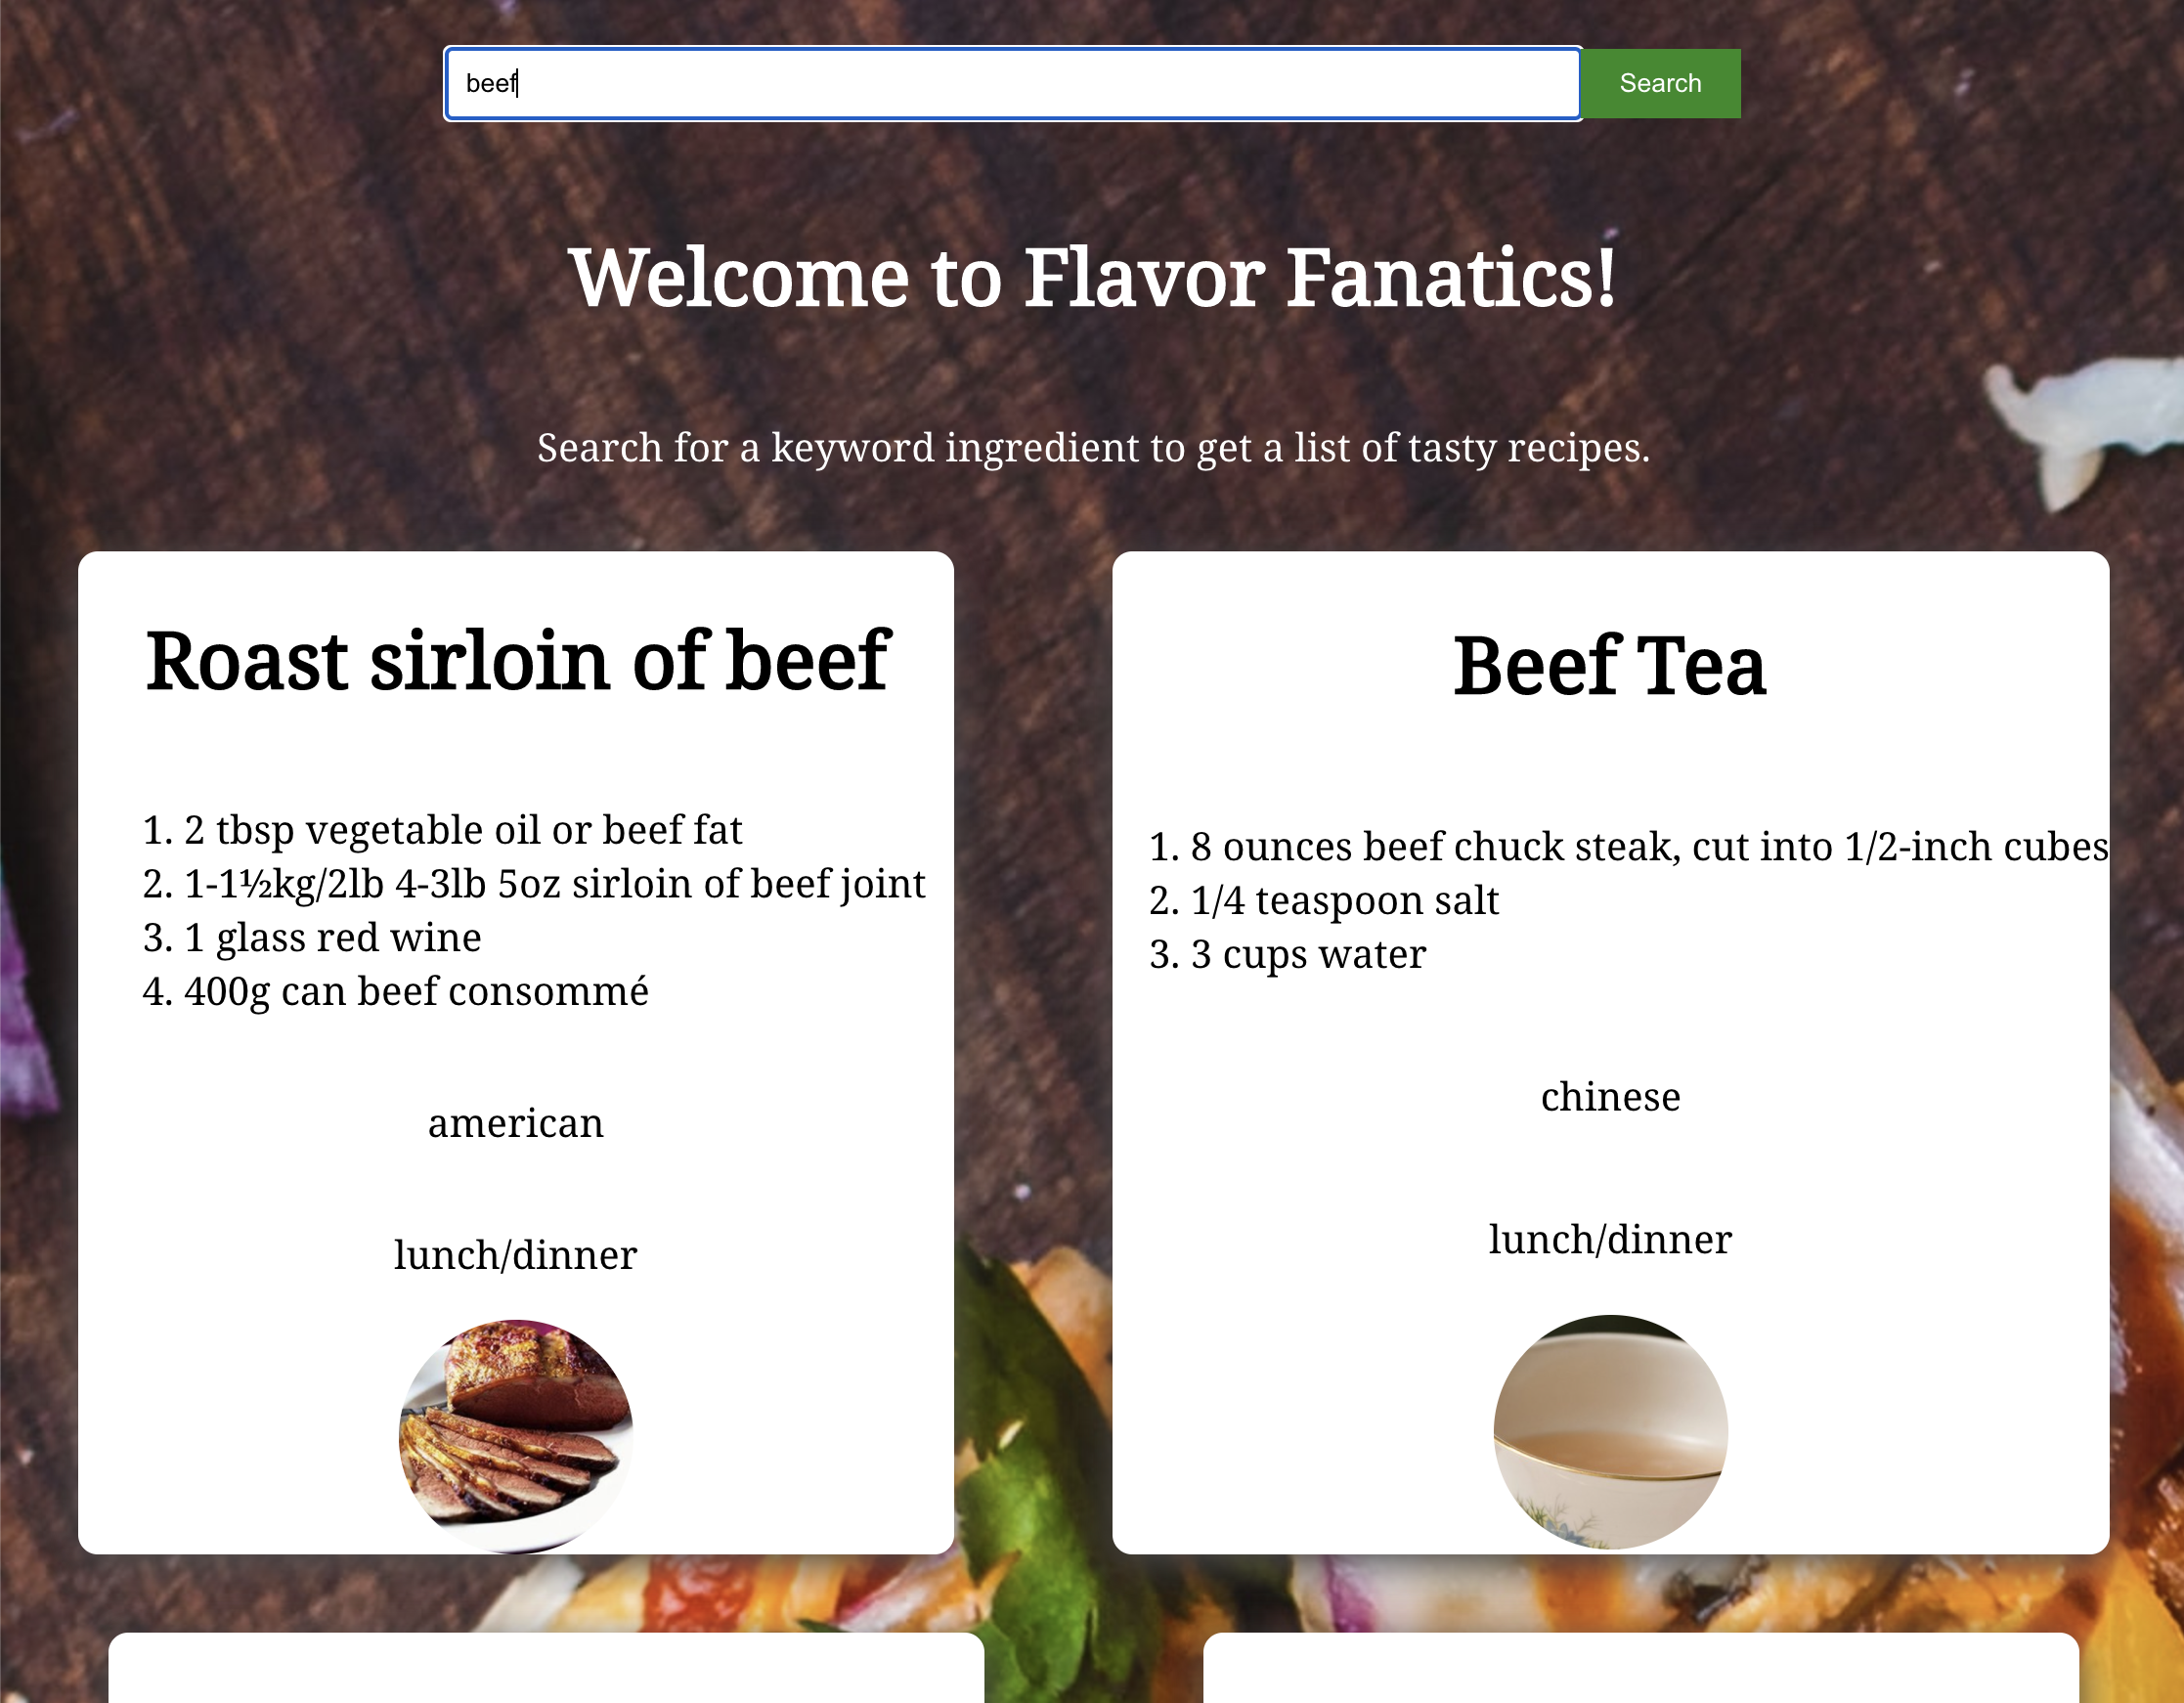 beef
Search
Welcome to Flavor Fanatics!
Search for a keyword ingredient to get a list of tasty recipes.
Roast sirloin of beef
1. 2 tbsp vegetable oil or beef fat
2. 1-1½kg/2lb 4-3lb 5oz sirloin of beef joint
3. 1 glass red wine
4. 400g can beef consommé
american
lunch/dinner
Beef Tea
1. 8 ounces beef chuck steak, cut into 1/2-inch cubes
2. 1/4 teaspoon salt
3. 3 cups water
chinese
lunch/dinner